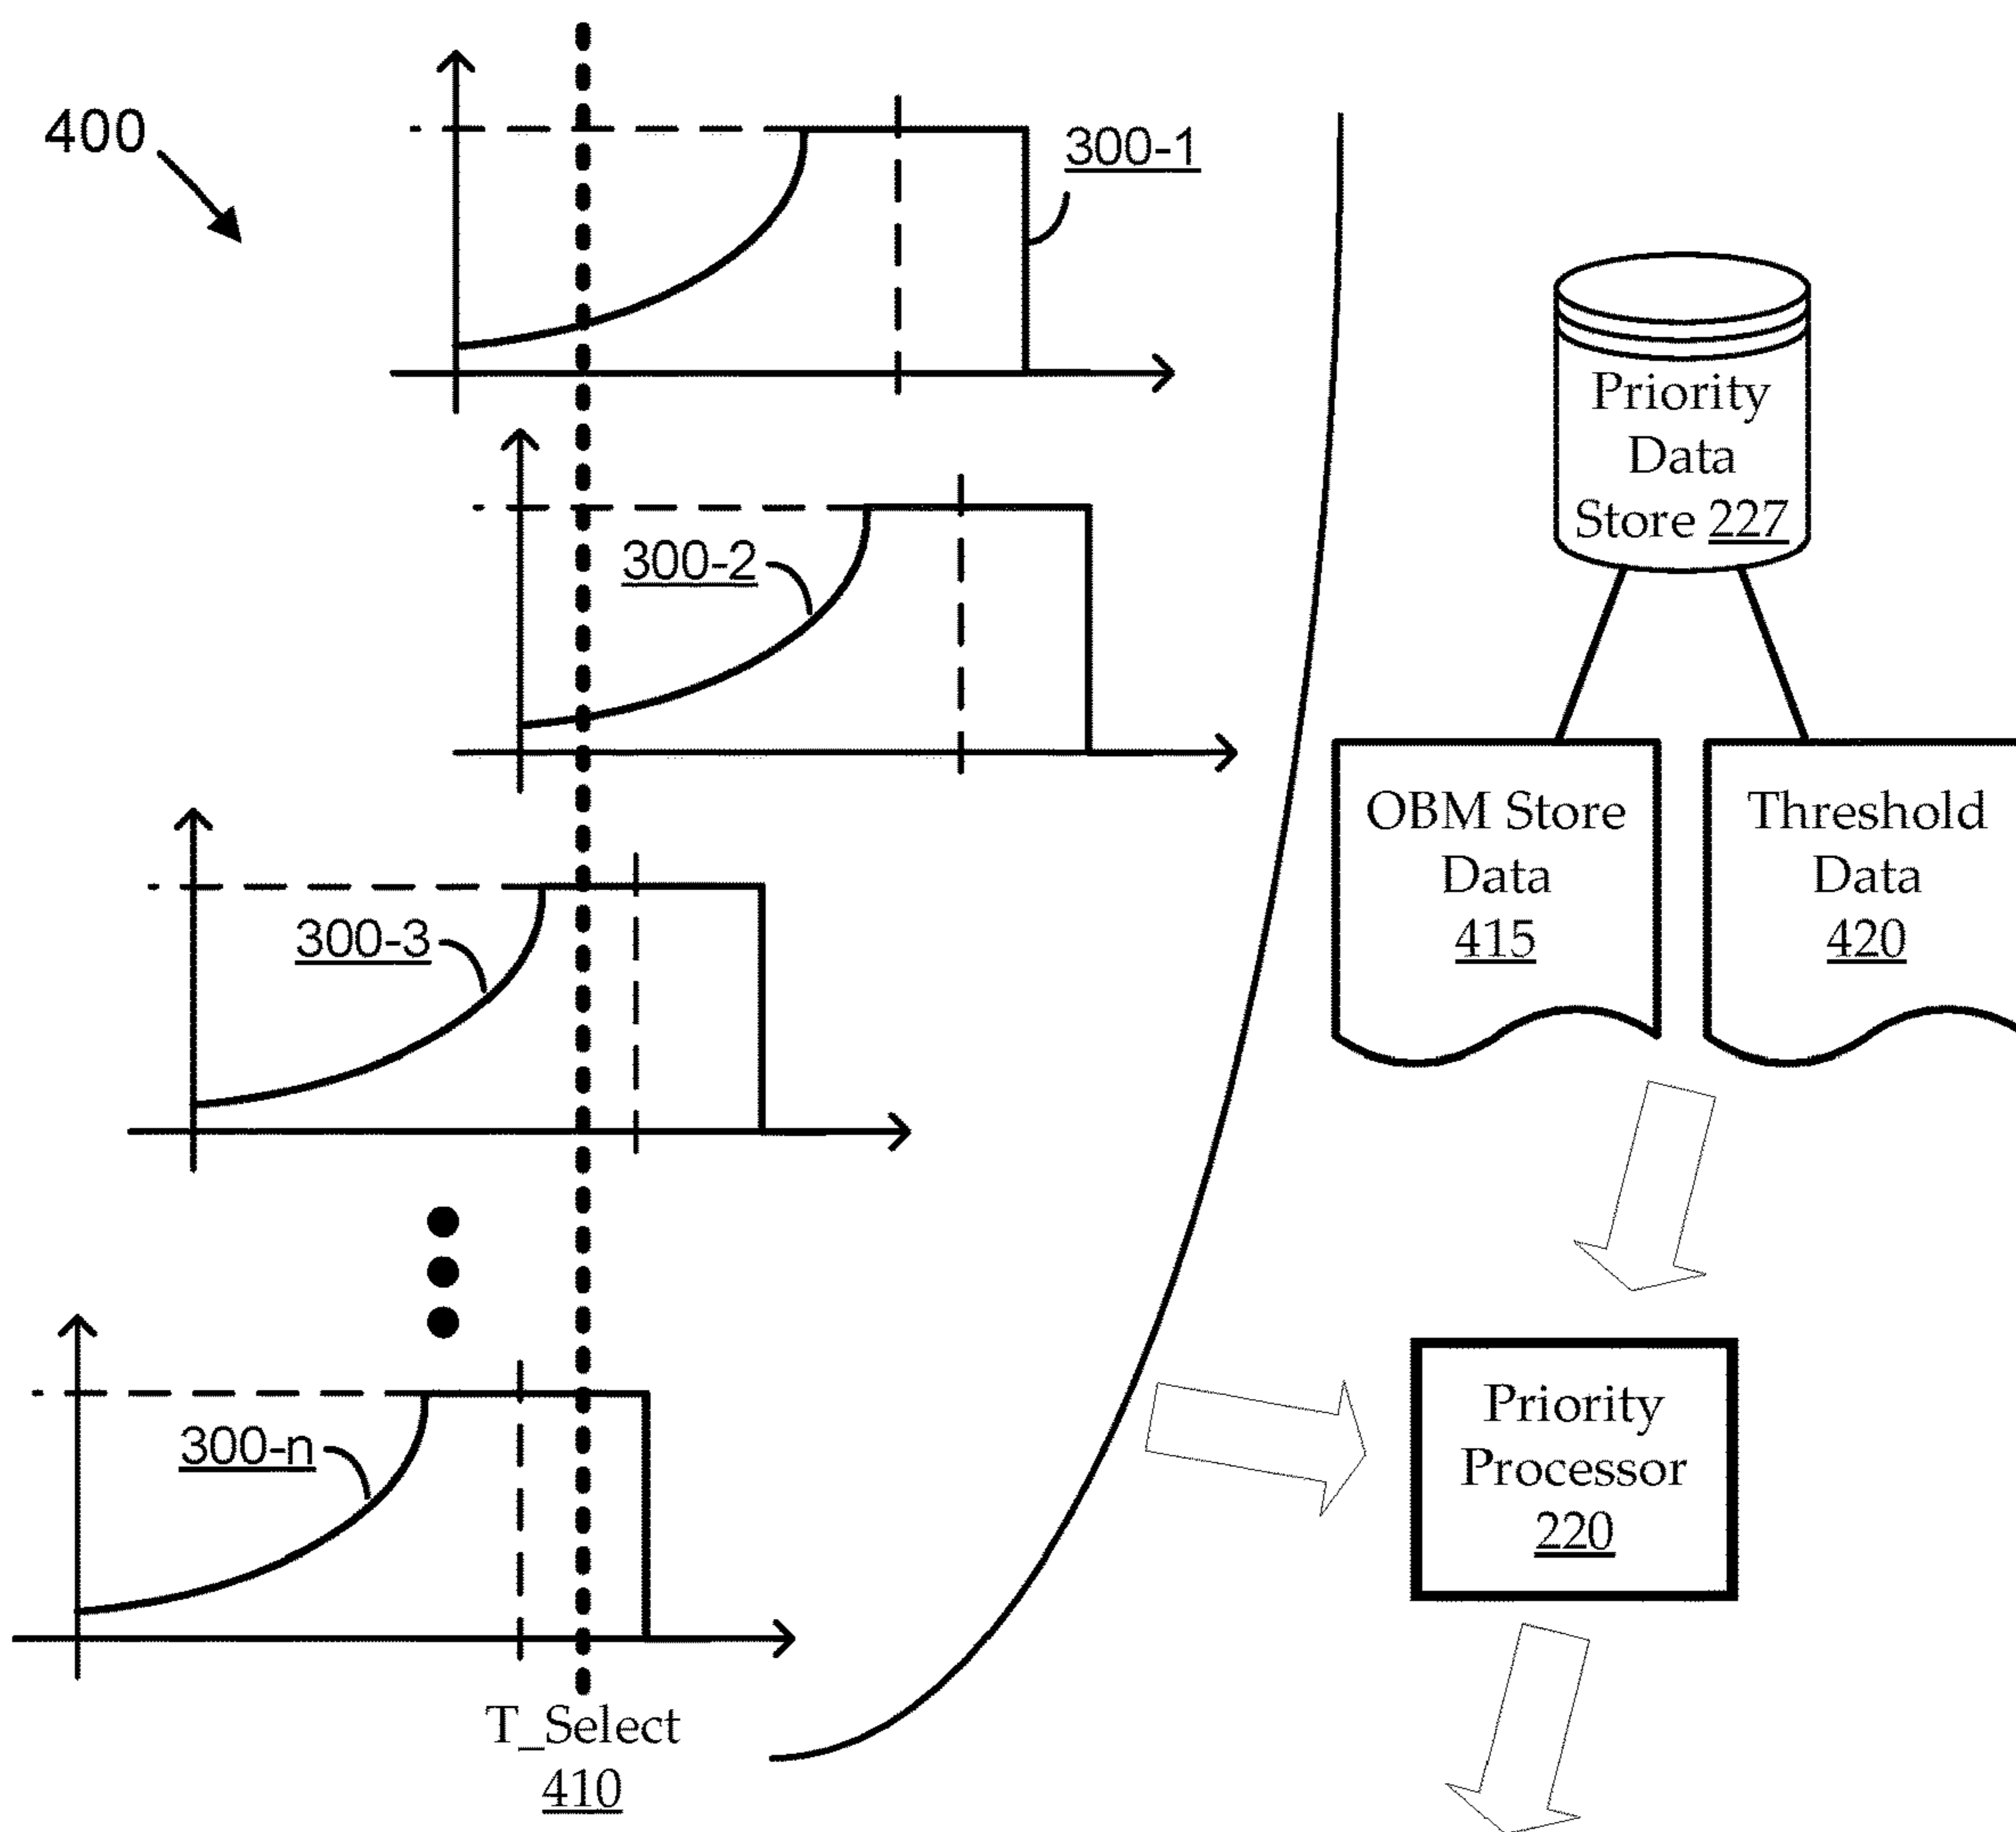 400
300-1
300-2
300-3
300-n
T_Select
410
Priority
Data
Store 227
OBM Store
Data
415
Threshold
Data
420
Priority
Processor
220